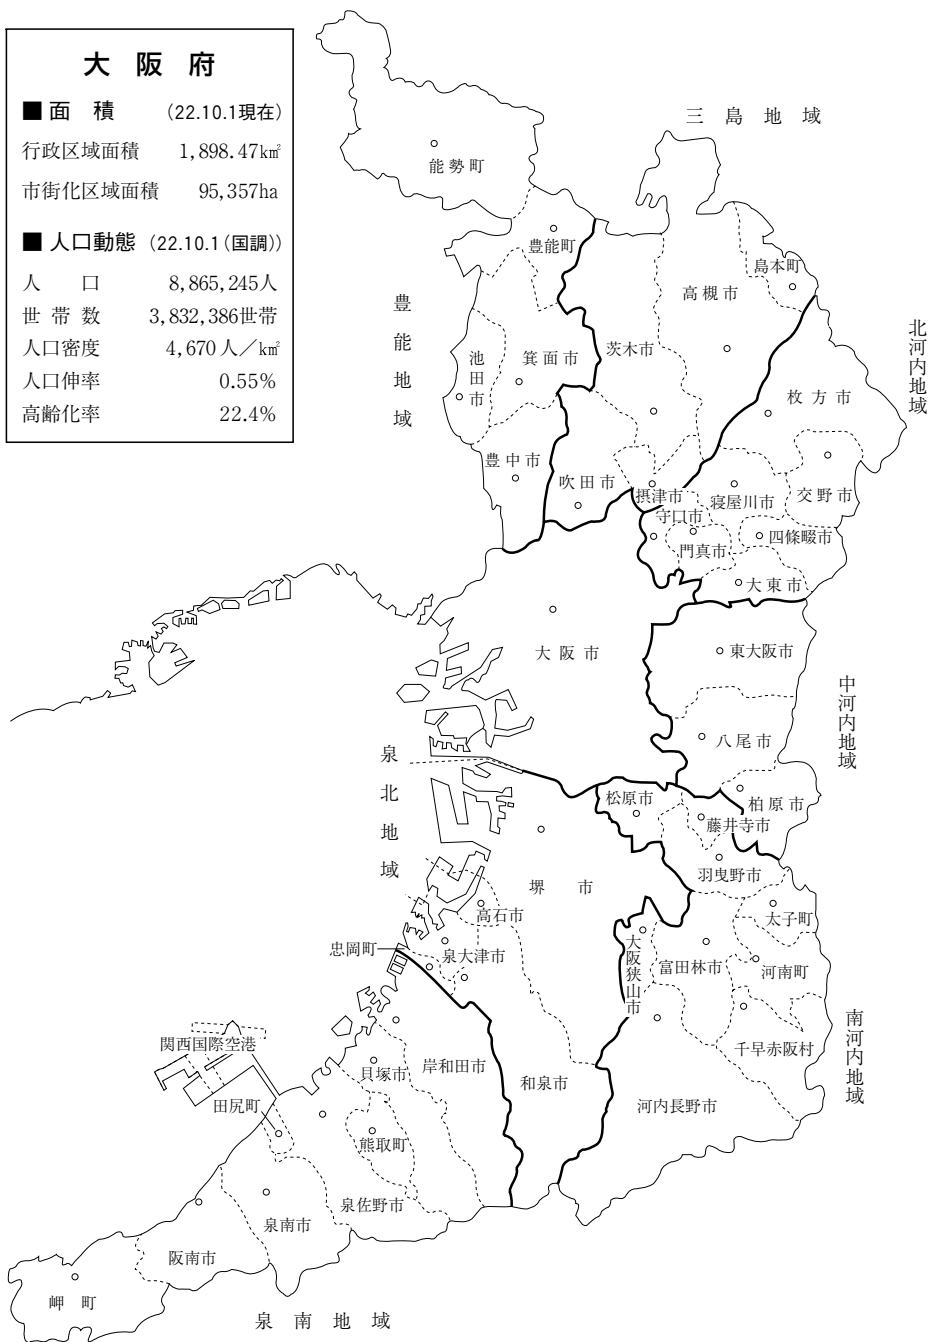 大阪府
■ 面積 (22.10.1現在)
行政区域面積 1,898.47㎢
市街化区域面積 95,357ha
■ 人口動態 (22.10.1(国調))
人口 8,865,245人
世帯数 3,832,386世帯
人口密度 4,670人／㎢
人口伸率 0.55%
高齢化率 22.4%
三島地域
能勢町
豊能町
島本町
高槻市
豊能地域
北河内地域
茨木市
箕面市
池田市
枚方市
豊中市
吹田市
摂津市
寝屋川市
交野市
守口市
門真市
四條畷市
大東市
大阪市
東大阪市
中河内地域
八尾市
泉北地域
松原市
柏原市
藤井寺市
羽曳野市
堺市
高石市
太子町
忠岡町
泉大津市
大阪狭山市
富田林市
河南町
南河内地域
関西国際空港
千早赤阪村
貝塚市
岸和田市
和泉市
河内長野市
田尻町
熊取町
泉佐野市
泉南市
阪南市
岬町
泉南地域